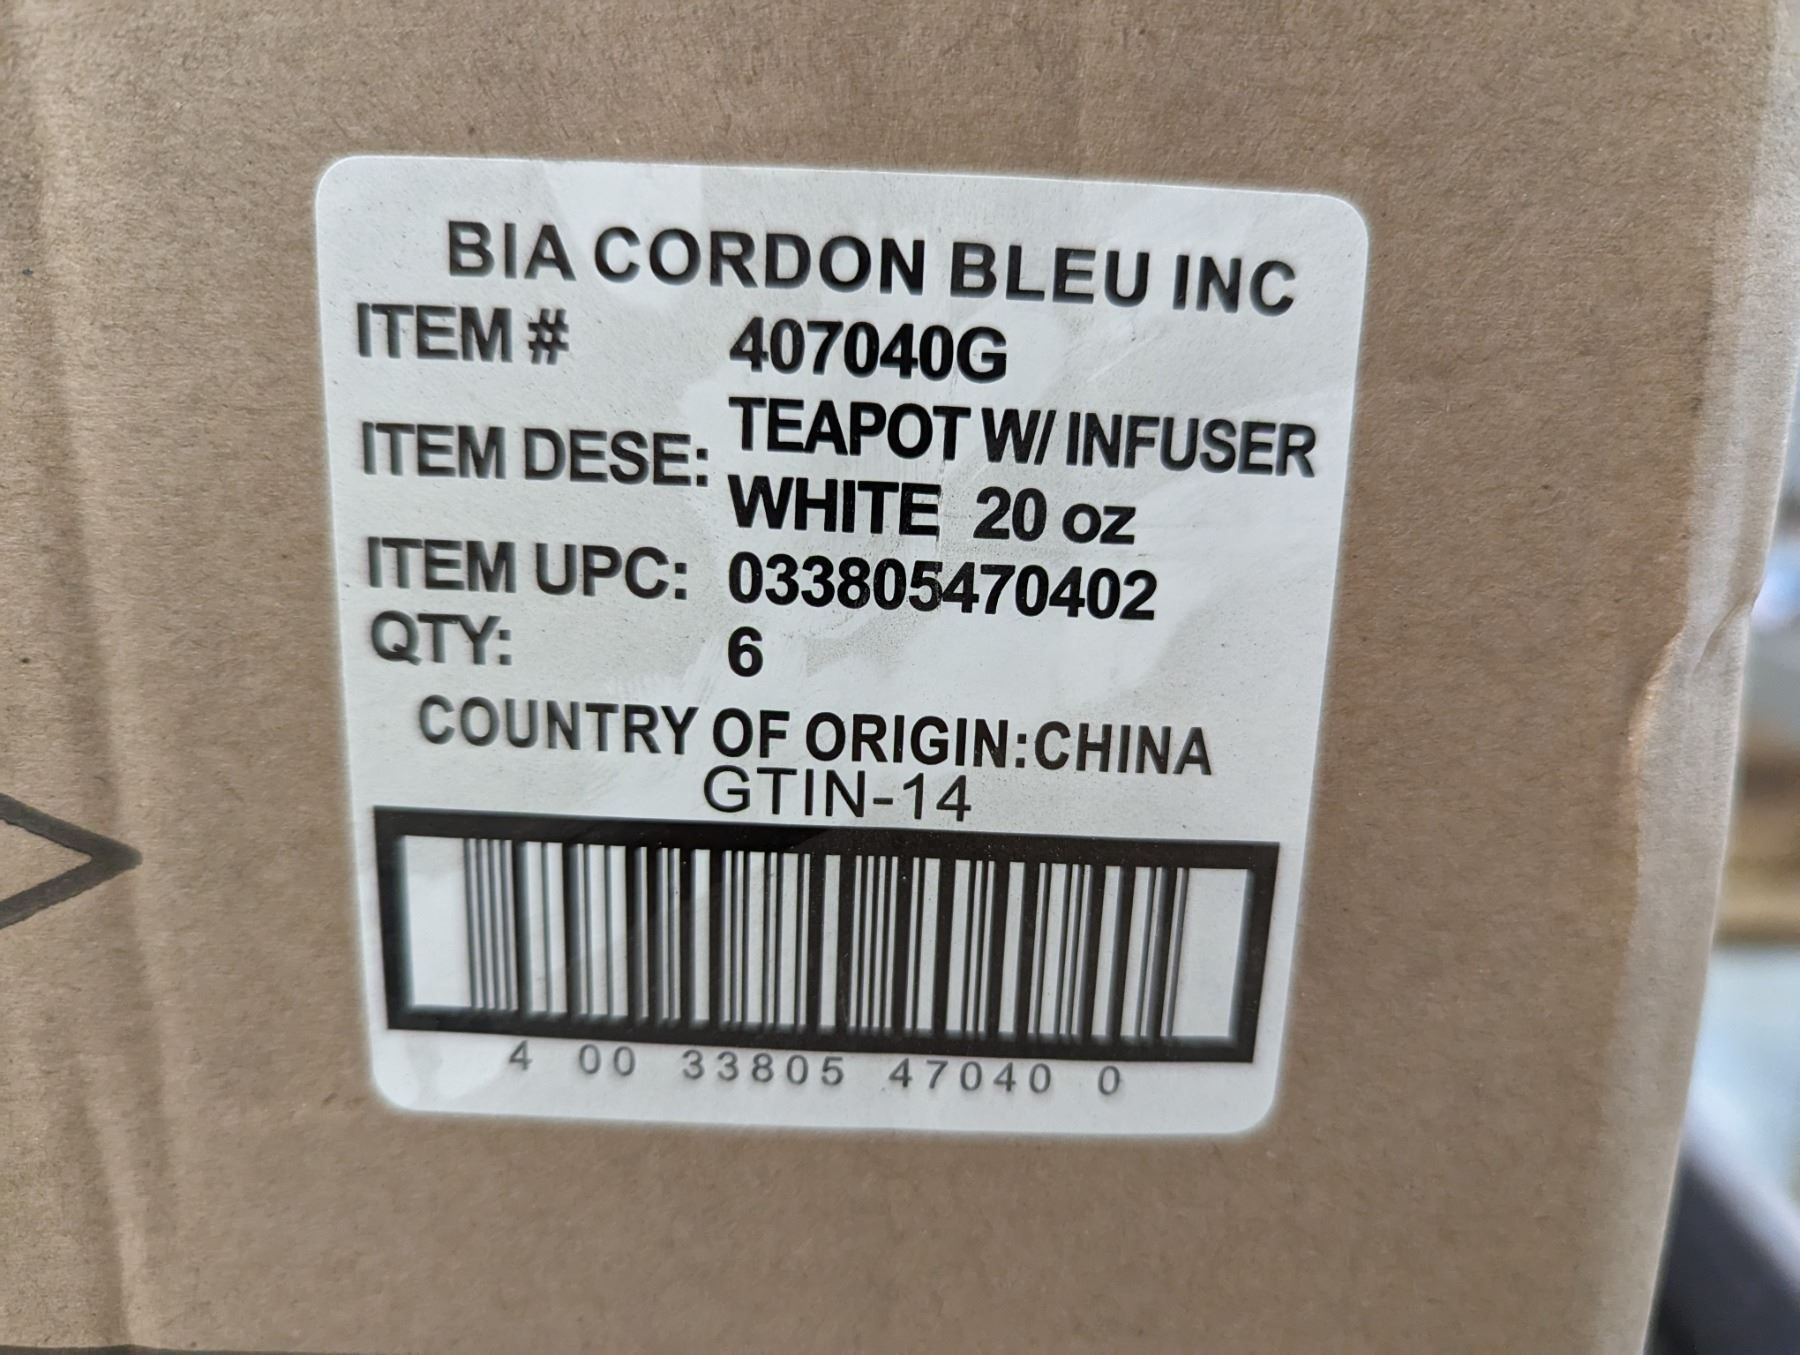 BIA CORDON BLEU INC
ITEM # 407040G
ITEM DESE: TEAPOT W/ INFUSER
WHITE 20 oz
ITEM UPC: 033805470402
QTY: 6
COUNTRY OF ORIGIN:CHINA
GTIN-14
4 00 33805 47040 0